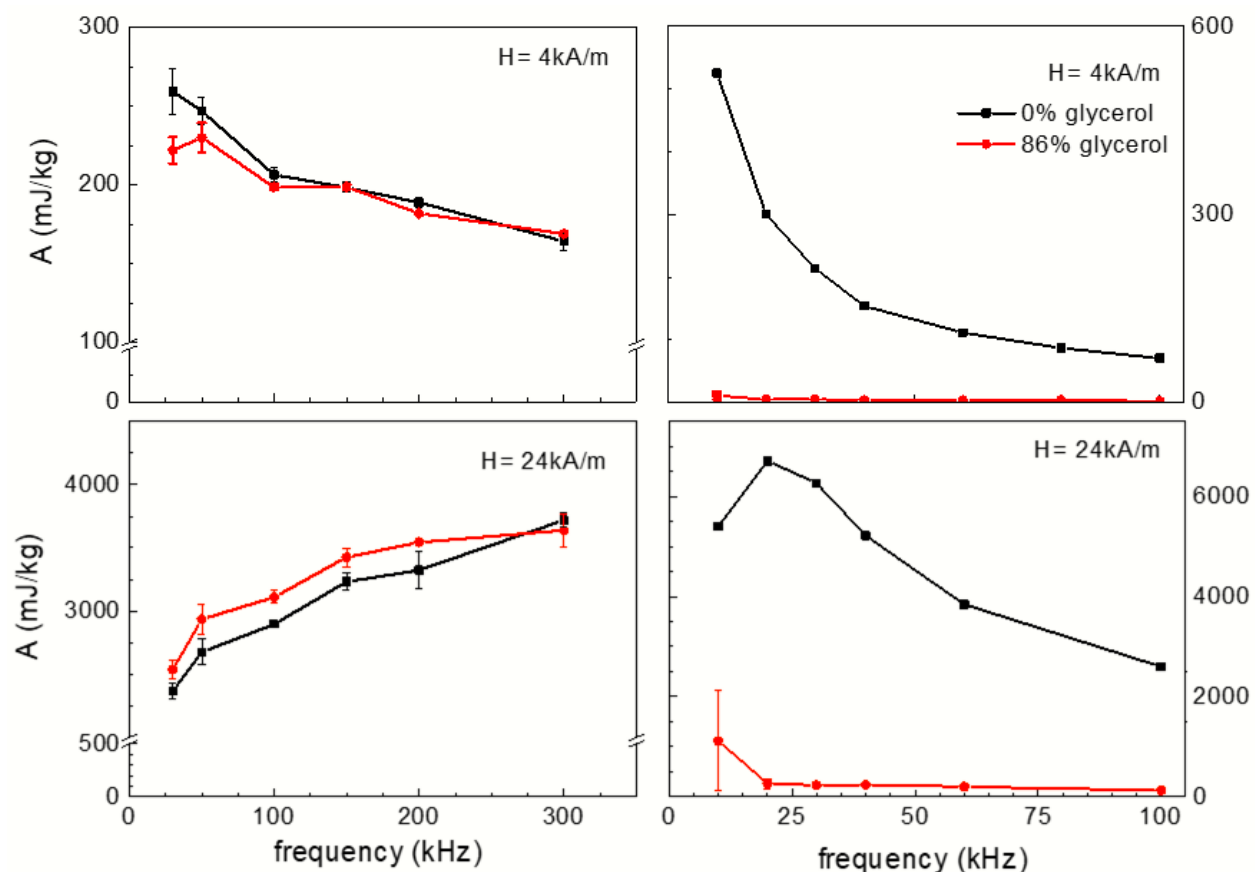 300
200
100
0
A (mJ/kg)
H= 4kA/m
600
300
0
H= 4kA/m
0% glycerol
86% glycerol
4000
3000
500
0
A (mJ/kg)
H= 24kA/m
0
100
200
300
frequency (kHz)
6000
4000
2000
0
H= 24kA/m
0
25
50
75
100
frequency (kHz)